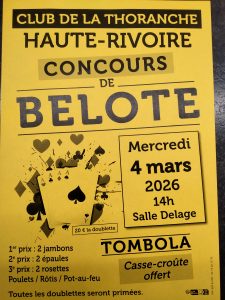 CLUB DE LA THORANCHE
HAUTE-RIVOIRE
CONCOURS
DE
BELOTE
Mercredi
4 mars
2026
14h
Salle Delage
20 € la doublette
TOMBOLA
1er prix : 2 jambons
2e prix : 2 épaules
3e prix : 2 rosettes
Poulets / Rôtis / Pot-au-feu
Casse-croûte
offert
Toutes les doublettes seront primées.